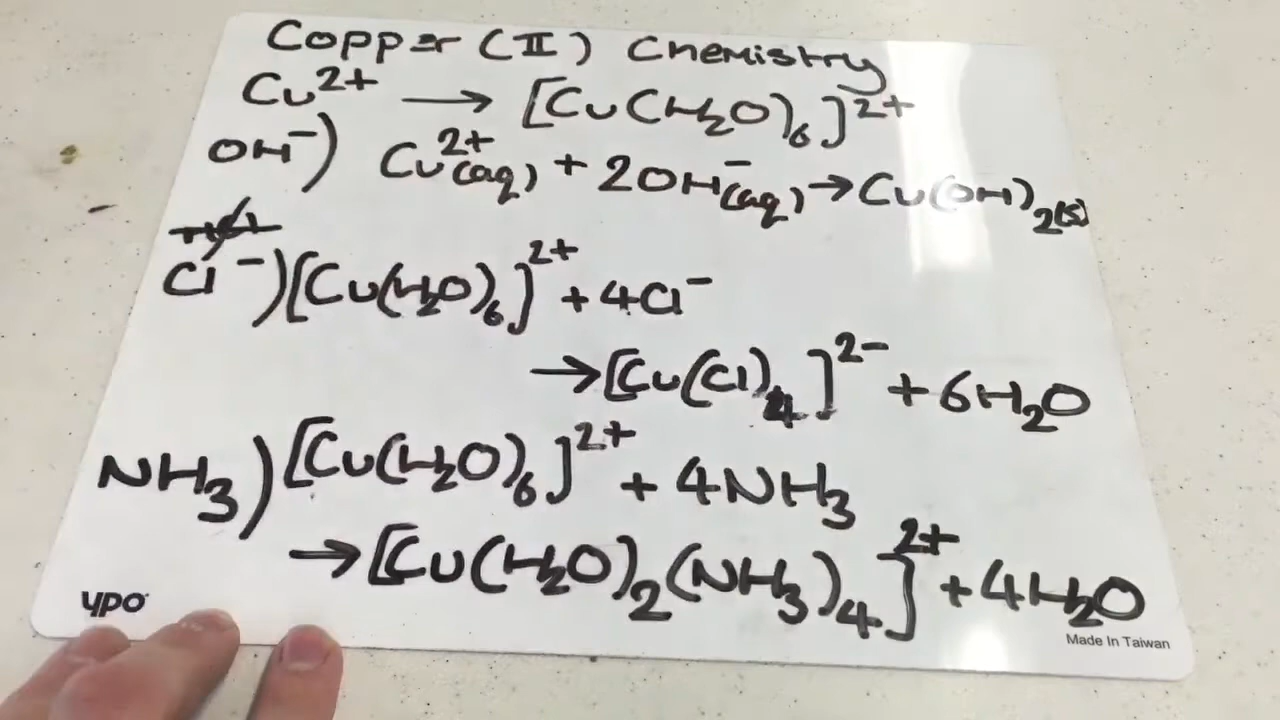 Copper (II) Chemistry
Cu²⁺ → [Cu(H₂O)₆]²⁺
OH⁻) Cu²⁺(aq) + 2OH⁻(aq) → Cu(OH)₂(s)
Cl⁻) [Cu(H₂O)₆]²⁺ + 4Cl⁻
→ [Cu(Cl)₄]²⁻ + 6H₂O
NH₃) [Cu(H₂O)₆]²⁺ + 4NH₃
→ [Cu(H₂O)₂(NH₃)₄]²⁺ + 4H₂O
ypo
Made In Taiwan